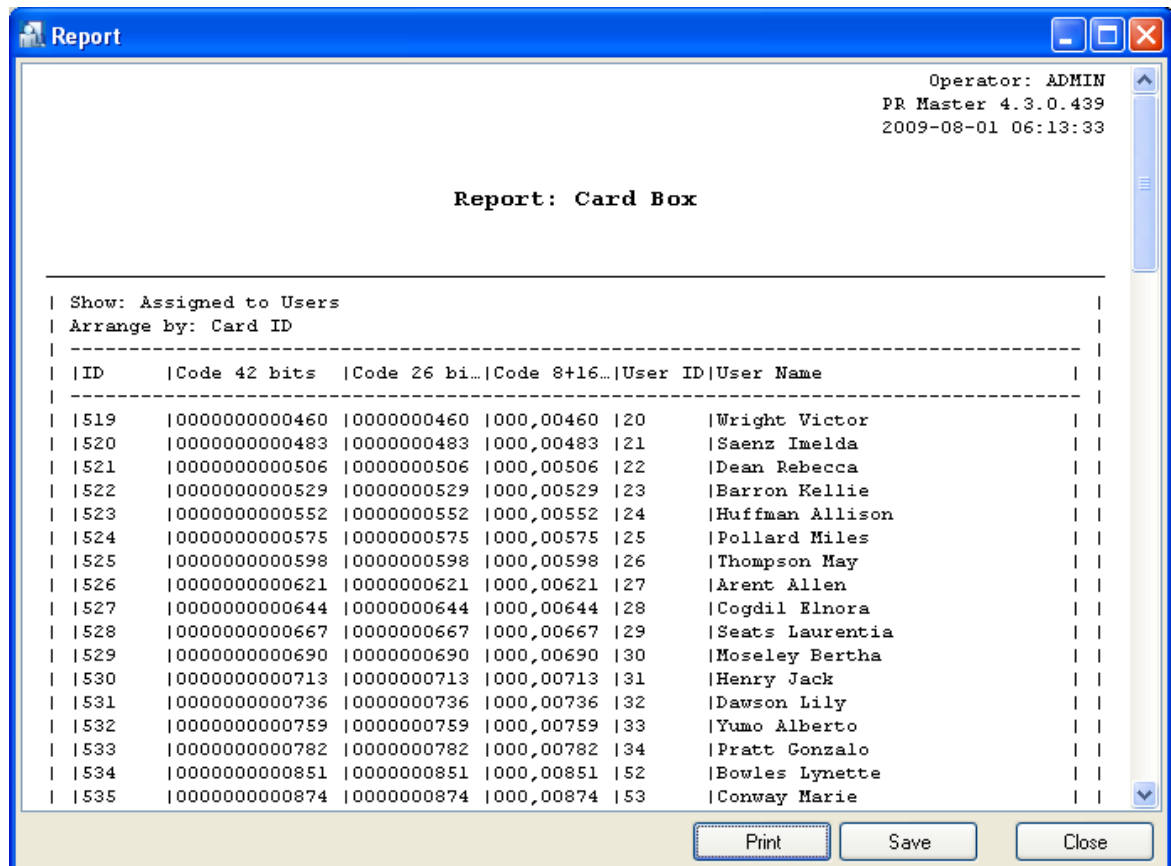 Report
Operator: ADMIN
PR Master 4.3.0.439
2009-08-01 06:13:33
Report: Card Box
| Show: Assigned to Users |
| Arrange by: Card ID |
| -------------------------------------------------------------------------------------- |
| |ID |Code 42 bits |Code 26 bi…|Code 8+16…|User ID|User Name | |
| -------------------------------------------------------------------------------------- |
| |519 |0000000000460 |0000000460 |000,00460 |20 |Wright Victor | |
| |520 |0000000000483 |0000000483 |000,00483 |21 |Saenz Imelda | |
| |521 |0000000000506 |0000000506 |000,00506 |22 |Dean Rebecca | |
| |522 |0000000000529 |0000000529 |000,00529 |23 |Barron Kellie | |
| |523 |0000000000552 |0000000552 |000,00552 |24 |Huffman Allison | |
| |524 |0000000000575 |0000000575 |000,00575 |25 |Pollard Miles | |
| |525 |0000000000598 |0000000598 |000,00598 |26 |Thompson May | |
| |526 |0000000000621 |0000000621 |000,00621 |27 |Arent Allen | |
| |527 |0000000000644 |0000000644 |000,00644 |28 |Cogdil Elnora | |
| |528 |0000000000667 |0000000667 |000,00667 |29 |Seats Laurentia | |
| |529 |0000000000690 |0000000690 |000,00690 |30 |Moseley Bertha | |
| |530 |0000000000713 |0000000713 |000,00713 |31 |Henry Jack | |
| |531 |0000000000736 |0000000736 |000,00736 |32 |Dawson Lily | |
| |532 |0000000000759 |0000000759 |000,00759 |33 |Yumo Alberto | |
| |533 |0000000000782 |0000000782 |000,00782 |34 |Pratt Gonzalo | |
| |534 |0000000000851 |0000000851 |000,00851 |52 |Bowles Lynette | |
| |535 |0000000000874 |0000000874 |000,00874 |53 |Conway Marie | |
Print Save Close